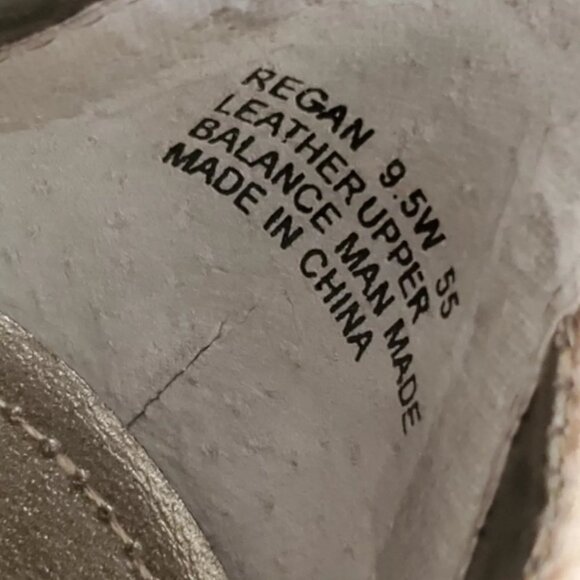 REGAN 9.5W 55
LEATHER UPPER
BALANCE MAN MADE
MADE IN CHINA